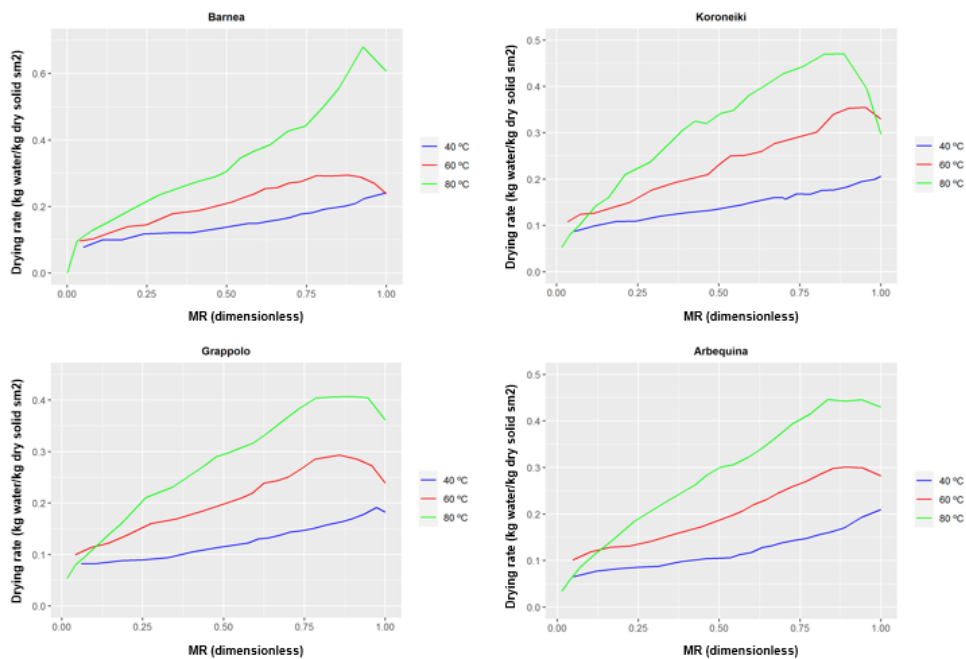 Barnea
Drying rate (kg water/kg dry solid sm2)
0.6
0.4
0.2
0.0
0.00 0.25 0.50 0.75 1.00
MR (dimensionless)
40 ºC
60 ºC
80 ºC
Koroneiki
Drying rate (kg water/kg dry solid sm2)
0.5
0.4
0.3
0.2
0.1
0.0
0.00 0.25 0.50 0.75 1.00
MR (dimensionless)
40 ºC
60 ºC
80 ºC
Grappolo
Drying rate (kg water/kg dry solid sm2)
0.4
0.3
0.2
0.1
0.0
0.00 0.25 0.50 0.75 1.00
MR (dimensionless)
40 ºC
60 ºC
80 ºC
Arbequina
Drying rate (kg water/kg dry solid sm2)
0.5
0.4
0.3
0.2
0.1
0.0
0.00 0.25 0.50 0.75 1.00
MR (dimensionless)
40 ºC
60 ºC
80 ºC